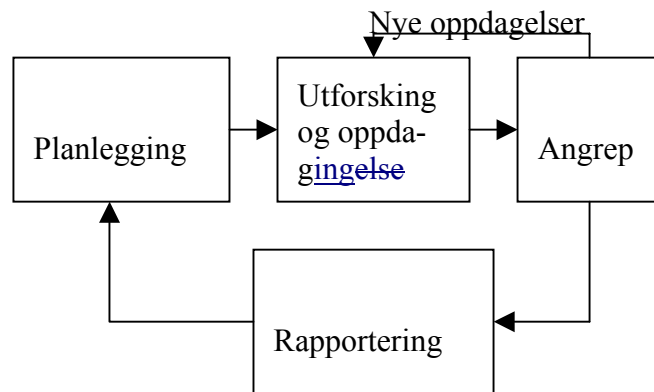 Nye oppdagelser
Planlegging
Utforsking
og oppda-
gingelse
Angrep
Rapportering